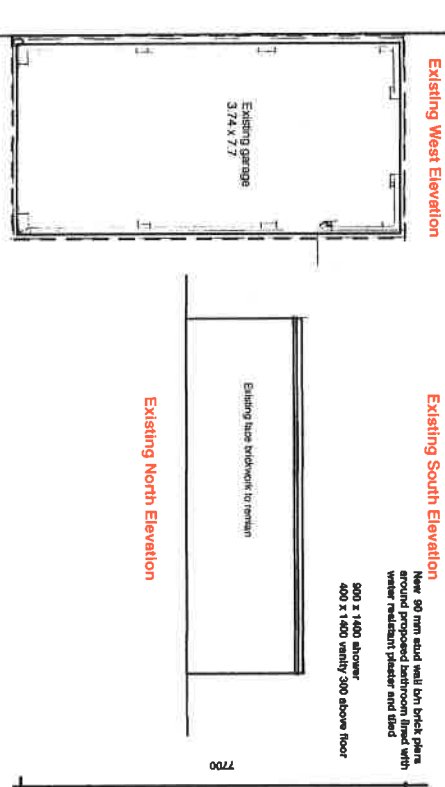 Existing West Elevation
Existing garage
3.74 x 7.7
Existing South Elevation
New 90 mm stud wall b/n brick piers
around proposed bathroom lined with
water resistant plaster and tiled
900 x 1400 shower
400 x 1400 vanity 300 above floor
Existing face brickwork to remian
Existing North Elevation
7700